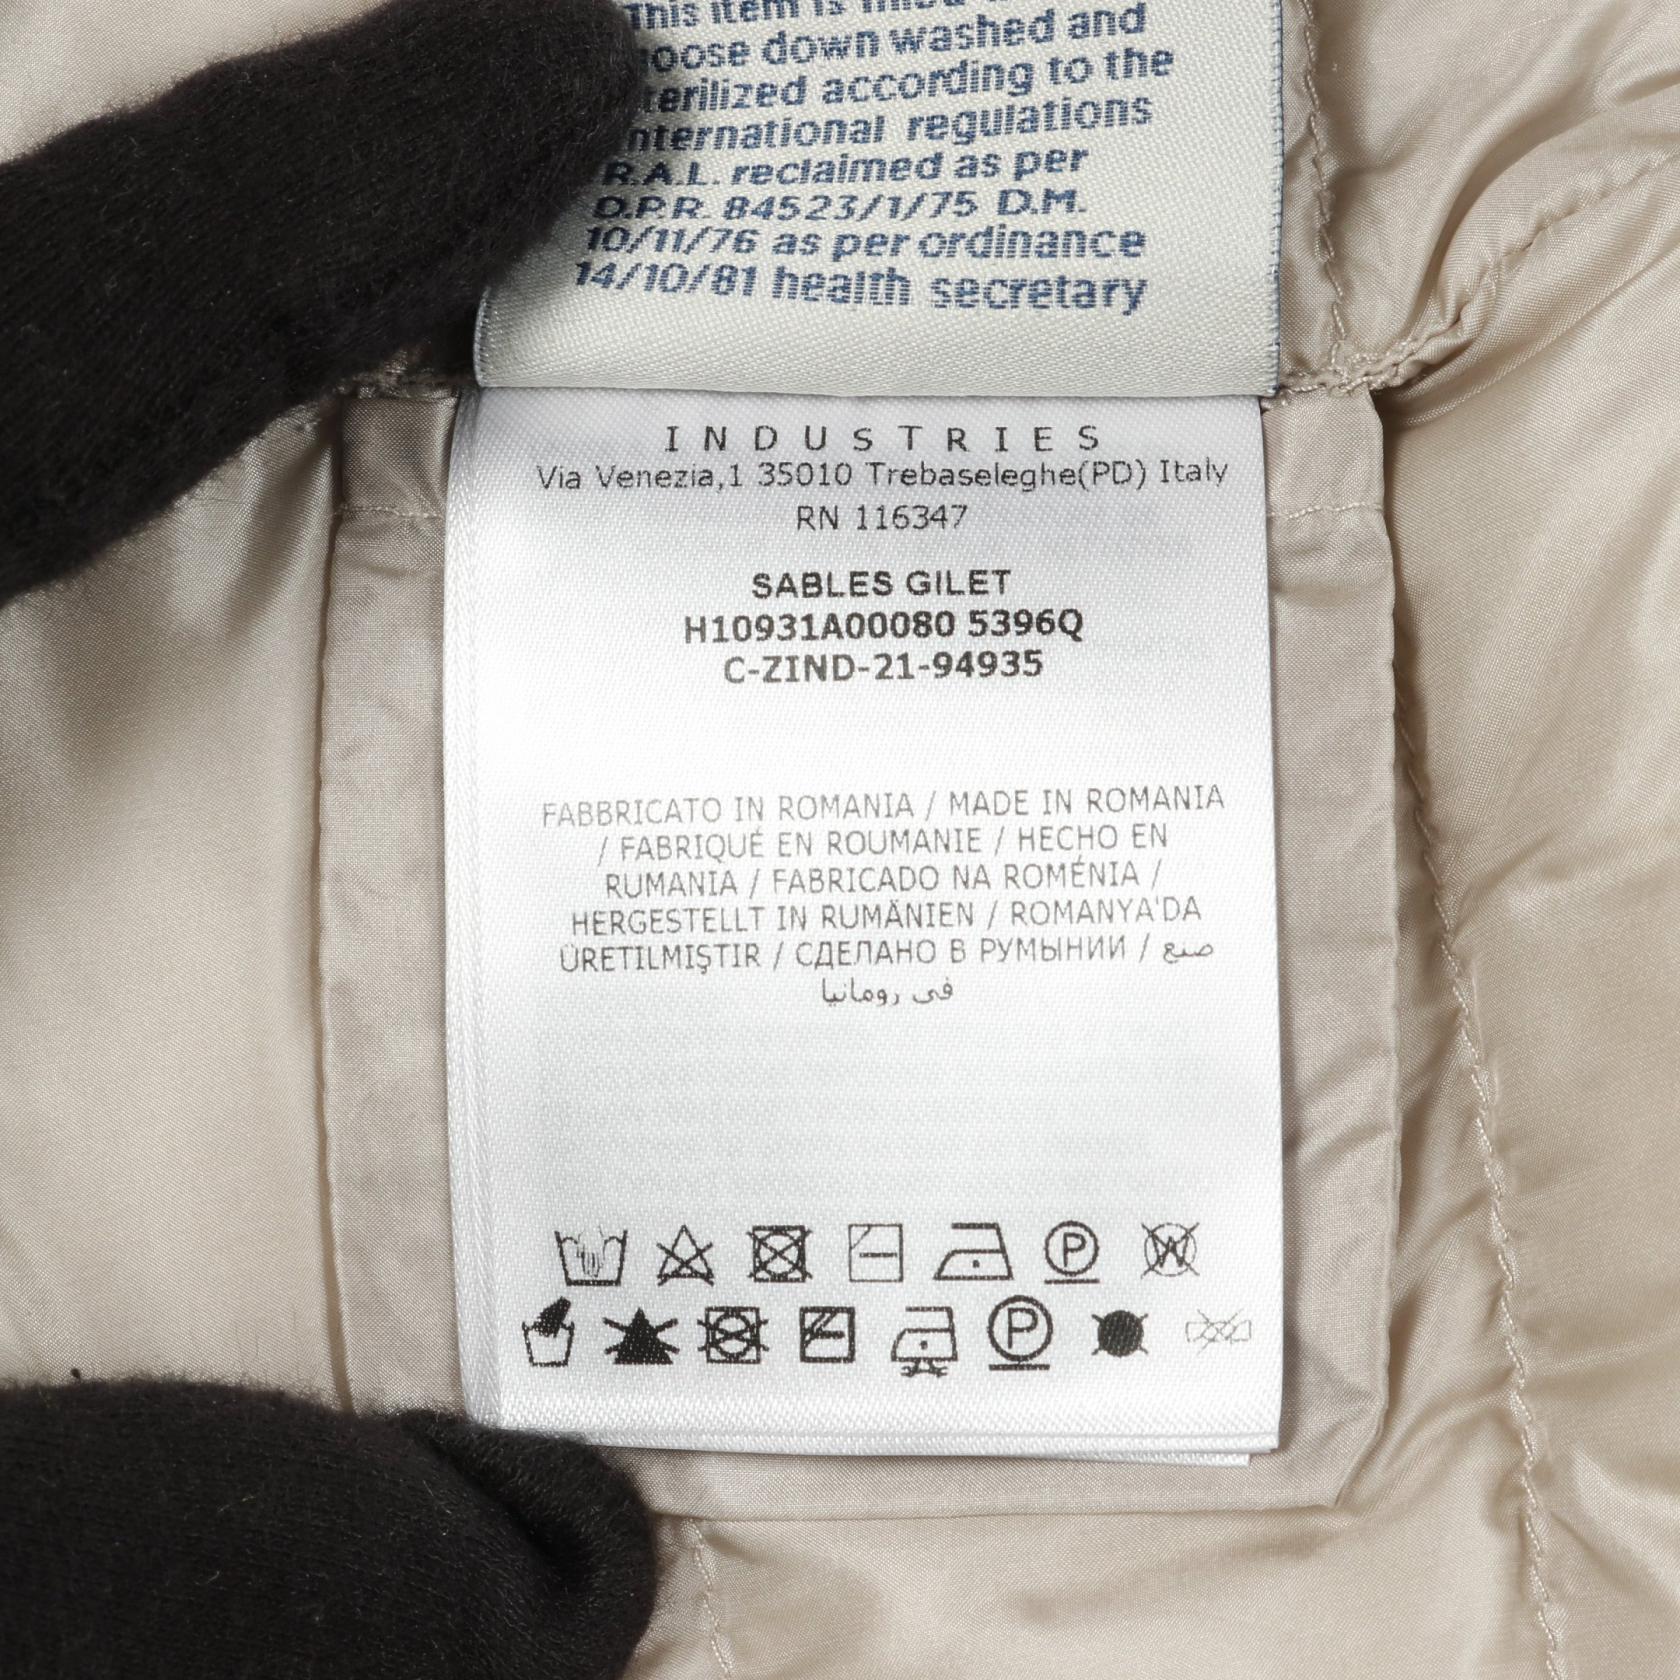 This item is filled
goose down washed and
sterilized according to the
international regulations
R.A.L. reclaimed as per
D.P.R. 84523/1/75 D.M.
10/11/76 as per ordinance
14/10/81 health secretary
INDUSTRIES
Via Venezia,1 35010 Trebaseleghe(PD) Italy
RN 116347
SABLES GILET
H10931A00080 5396Q
C-ZIND-21-94935
FABBRICATO IN ROMANIA / MADE IN ROMANIA
/ FABRIQUÉ EN ROUMANIE / HECHO EN
RUMANIA / FABRICADO NA ROMÉNIA /
HERGESTELLT IN RUMÄNIEN / ROMANYA'DA
ÜRETILMIŞTIR / СДЕЛАНО В РУМЫНИИ / صنع
في رومانيا
P W
P